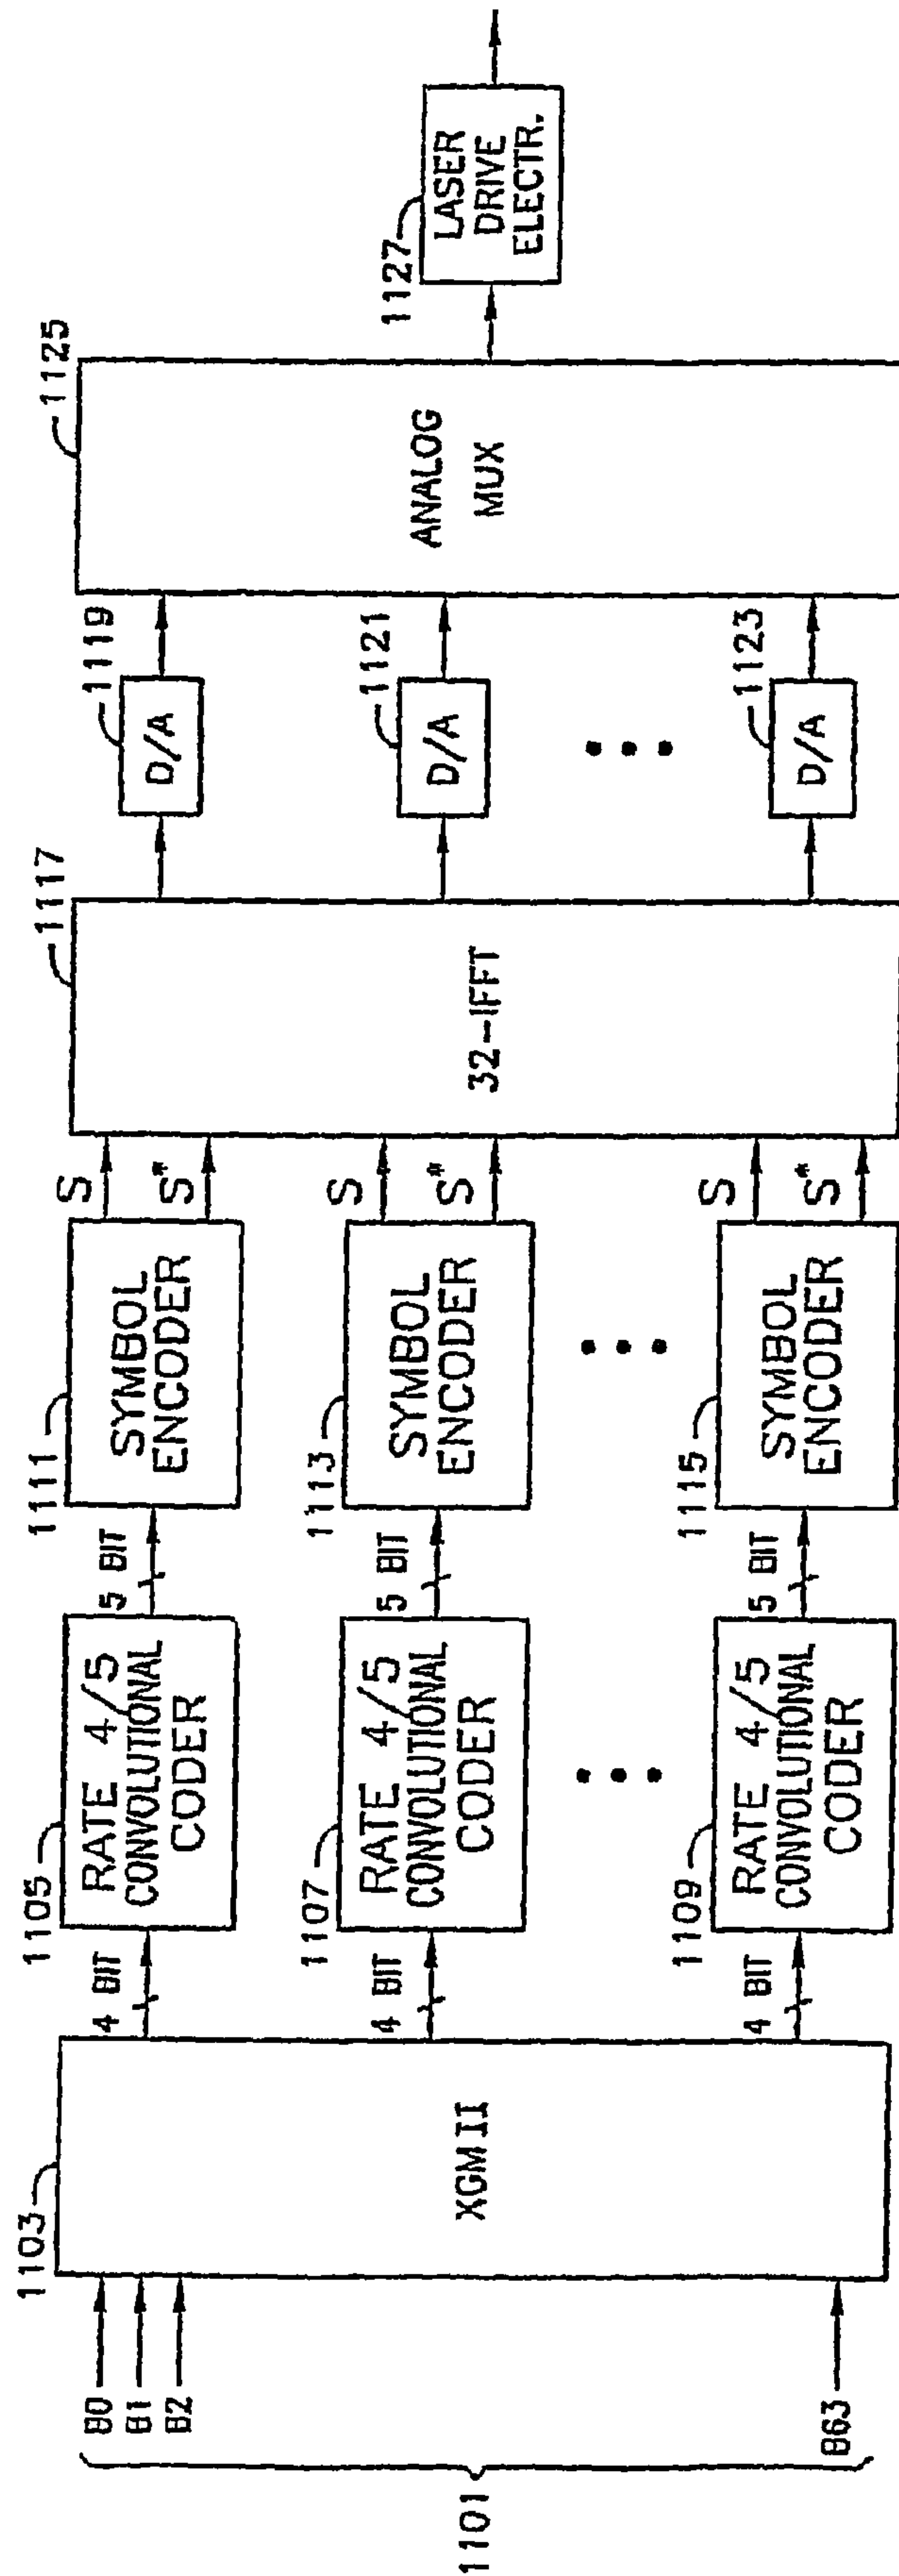 1101
B0
B1
B2
B63
1103
XGMII
4 BIT
4 BIT
4 BIT
1105
RATE 4/5
CONVOLUTIONAL
CODER
1107
RATE 4/5
CONVOLUTIONAL
CODER
1109
RATE 4/5
CONVOLUTIONAL
CODER
5 BIT
5 BIT
5 BIT
1111
SYMBOL
ENCODER
1113
SYMBOL
ENCODER
1115
SYMBOL
ENCODER
S
S*
S
S*
S
S*
1117
32-IFFT
1119
D/A
1121
D/A
1123
D/A
1125
ANALOG
MUX
1127
LASER
DRIVE
ELECTR.